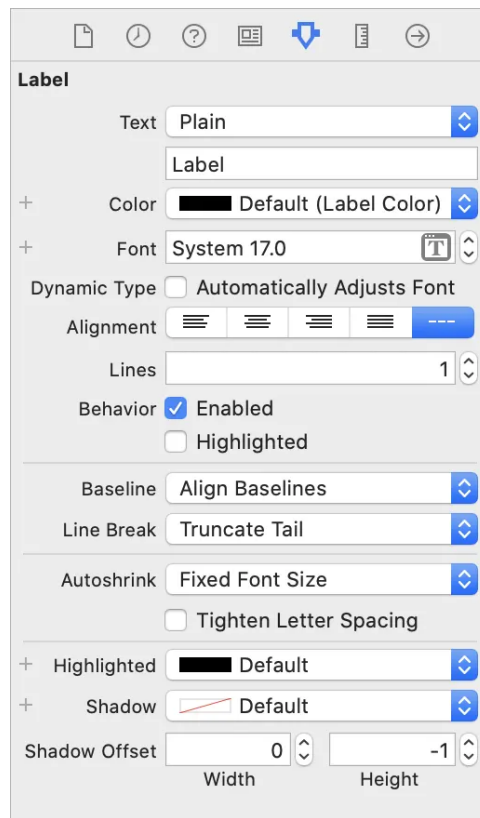 Label
Text Plain
Label
Color Default (Label Color)
Font System 17.0 T
Dynamic Type Automatically Adjusts Font
Alignment ---
Lines 1
Behavior Enabled
Highlighted
Baseline Align Baselines
Line Break Truncate Tail
Autoshrink Fixed Font Size
Tighten Letter Spacing
Highlighted Default
Shadow Default
Shadow Offset 0 -1
Width Height